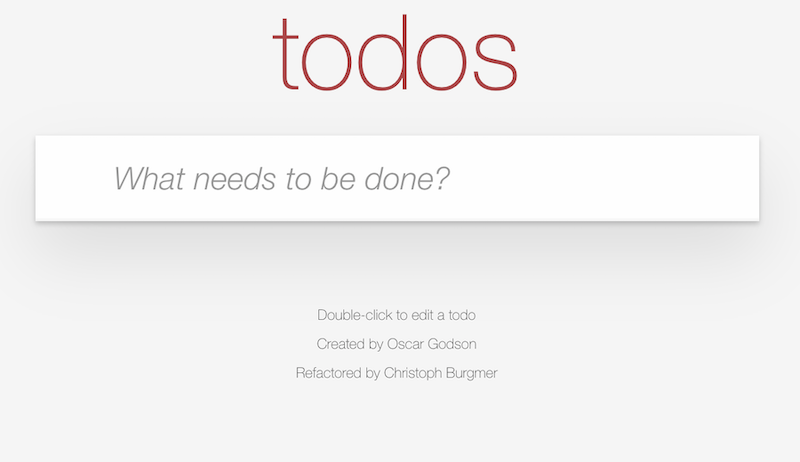 todos
What needs to be done?
Double-click to edit a todo
Created by Oscar Godson
Refactored by Christoph Burgmer